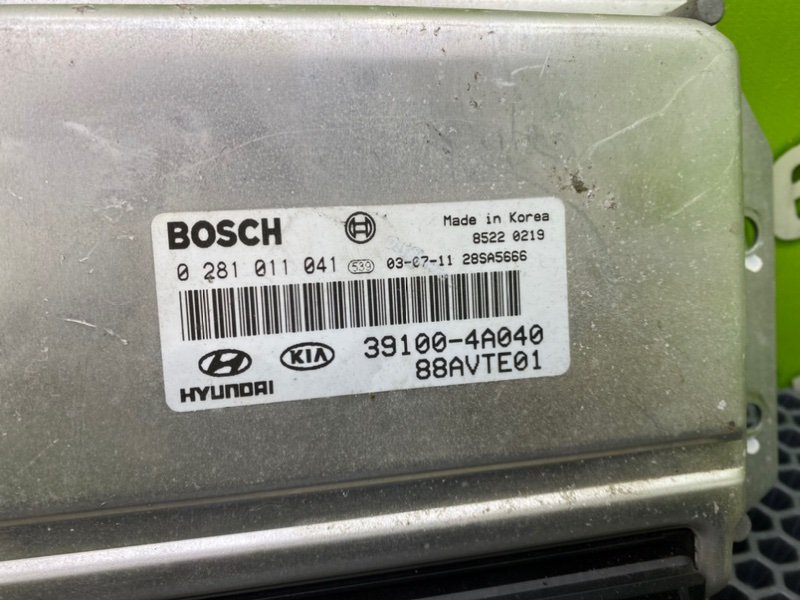 BOSCH
Made in Korea
8522 0219
0 281 011 041 539 03-07-11 28SA5666
39100-4A040
HYUNDAI KIA
88AVTE01